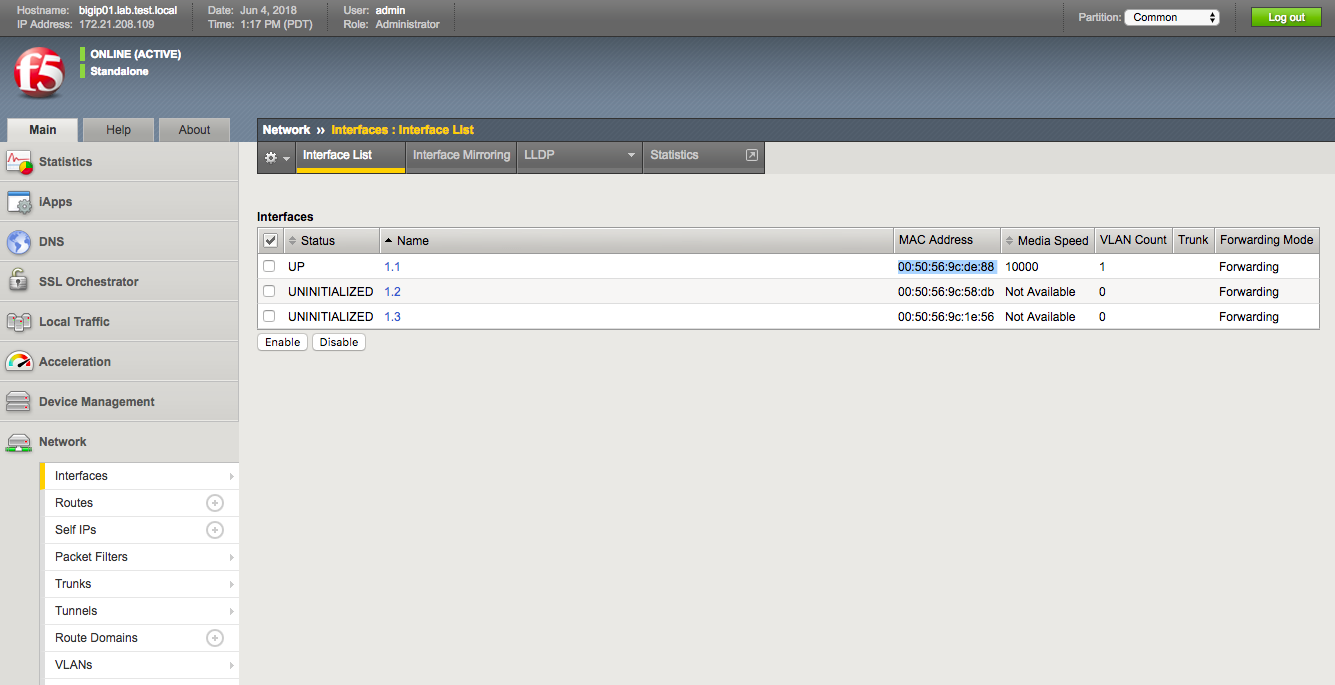 Hostname: bigip01.lab.test.local Date: Jun 4, 2018 User: admin
IP Address: 172.21.208.109 Time: 1:17 PM (PDT) Role: Administrator
Partition: Common Log out
f5
ONLINE (ACTIVE)
Standalone
Main Help About
Network » Interfaces : Interface List
Interface List Interface Mirroring LLDP Statistics
Statistics
iApps
DNS
SSL Orchestrator
Local Traffic
Acceleration
Device Management
Network
Interfaces
Routes
Self IPs
Packet Filters
Trunks
Tunnels
Route Domains
VLANs
Interfaces
Status Name MAC Address Media Speed VLAN Count Trunk Forwarding Mode
UP 1.1 00:50:56:9c:de:88 10000 1 Forwarding
UNINITIALIZED 1.2 00:50:56:9c:58:db Not Available 0 Forwarding
UNINITIALIZED 1.3 00:50:56:9c:1e:56 Not Available 0 Forwarding
Enable Disable